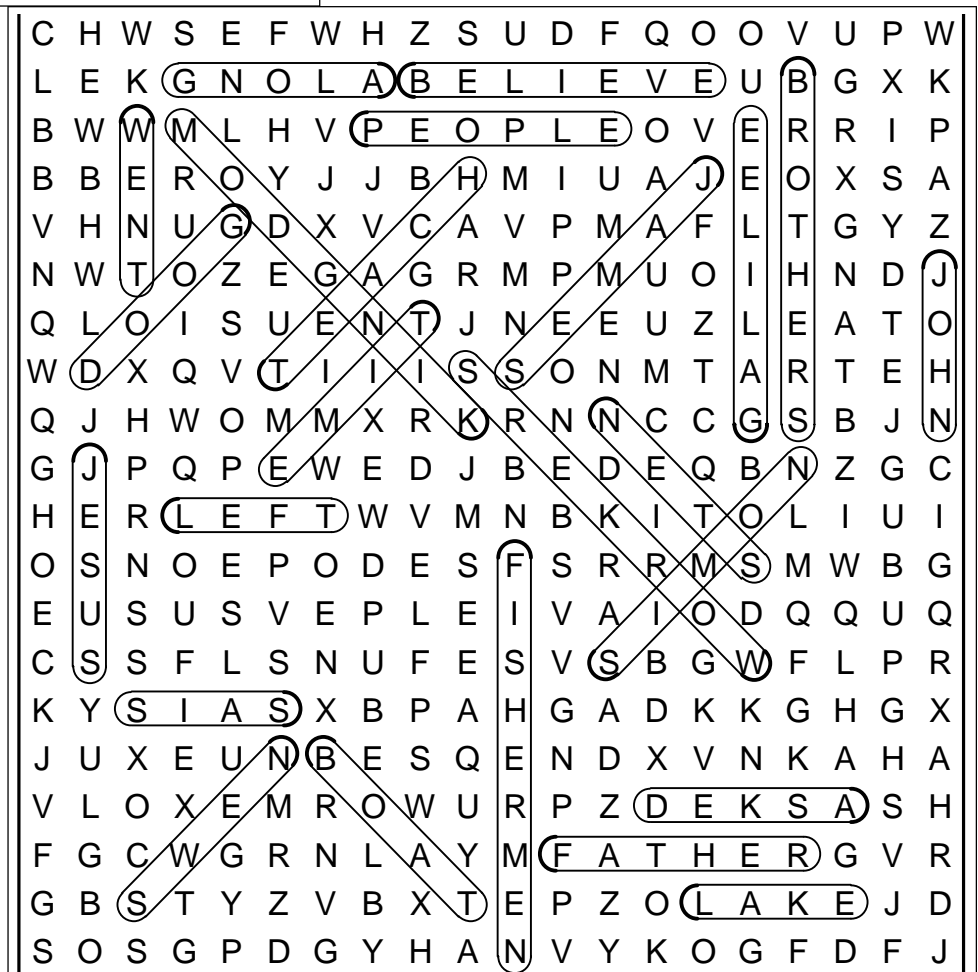 C H W S E F W H Z S U D F Q O O V U P W
L E K G N O L A B E L I E V E U B G X K
B W W M L H V P E O P L E O V E R R I P
B B E R O Y J J B H M I U A J E O X S A
V H N U G D X V C A V P M A F L T G Y Z
N W T O Z E G A G R M P M U O I H N D J
Q L O I S U E N T J N E E U Z L E A T O
W D X Q V T I I I S S O N M T A R T E H
Q J H W O M M X R K R N N C C G S B J N
G J P Q P E W E D J B E D E Q B N Z G C
H E R L E F T W V M N B K I T O L I U I
O S N O E P O D E S F S R R M S M W B G
E U S U S V E P L E I V A I O D Q Q U Q
C S S F L S N U F E S V S B G W F L P R
K Y S I A S X B P A H G A D K K G H G X
J U X E U N B E S Q E N D X V N K A H A
V L O X E M R O W U R P Z D E K S A S H
F G C W G R N L A Y M F A T H E R G V R
G B S T Y Z V B X T E P Z O L A K E J D
S O S G P D G Y H A N V Y K O G F D F J